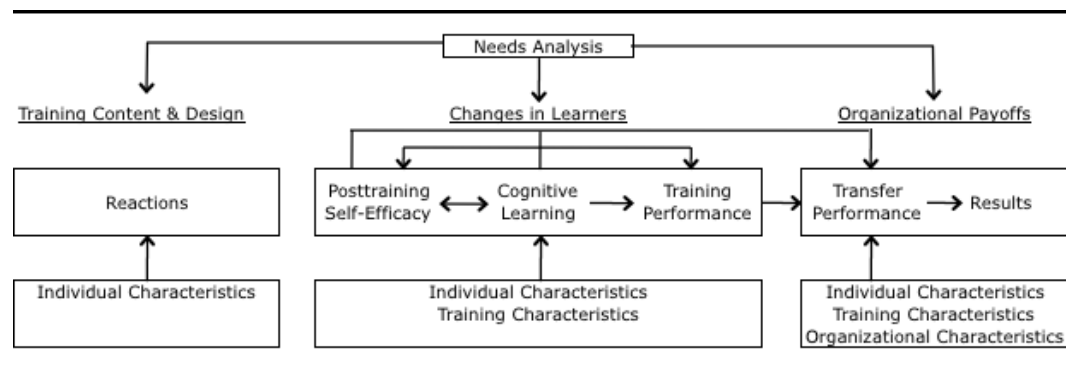 Needs Analysis
Training Content & Design
Changes in Learners
Organizational Payoffs
Reactions
Posttraining
Self-Efficacy
Cognitive
Learning
Training
Performance
Transfer
Performance
Results
Individual Characteristics
Individual Characteristics
Training Characteristics
Individual Characteristics
Training Characteristics
Organizational Characteristics